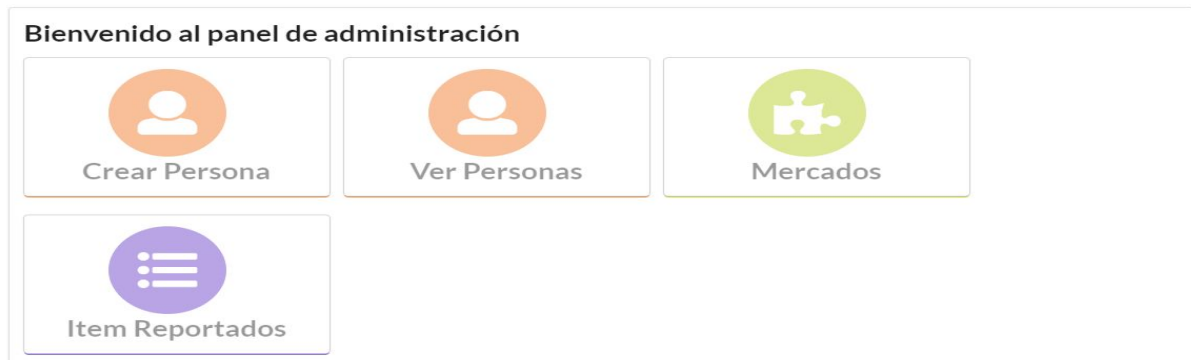 Bienvenido al panel de administración
Crear Persona
Ver Personas
Mercados
Item Reportados